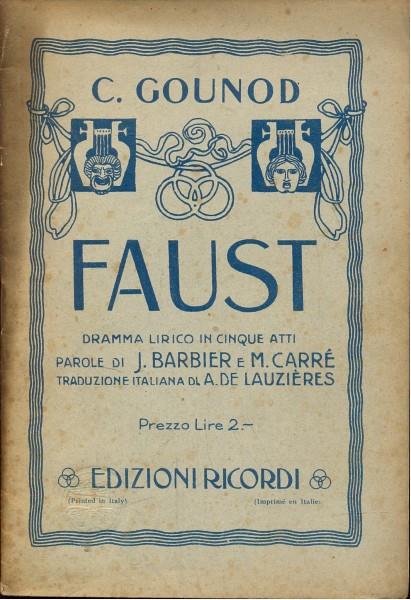 C. GOUNOD
FAUST
DRAMMA LIRICO IN CINQUE ATTI
PAROLE DI J. BARBIER E M. CARRÉ
TRADUZIONE ITALIANA DI A. DE LAUZIÈRES
Prezzo Lire 2.—
EDIZIONI RICORDI
(Printed in Italy) (Imprimé en Italie)